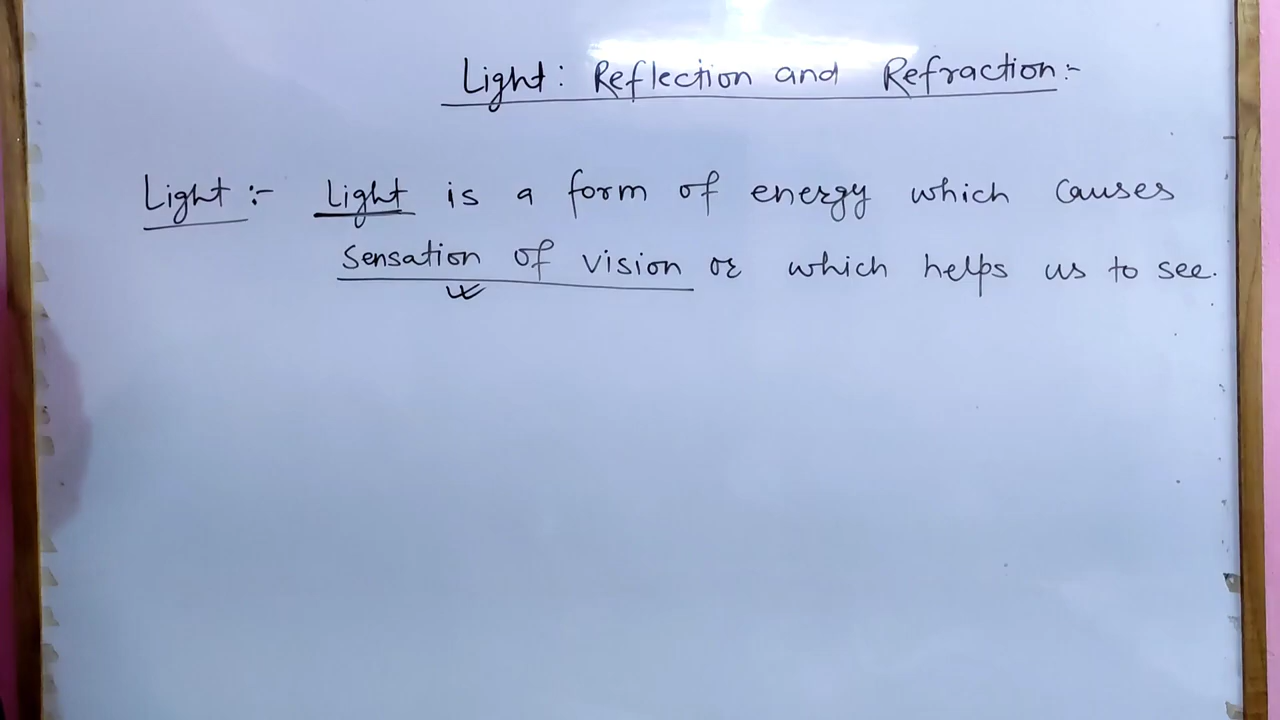 Light: Reflection and Refraction:-
Light :- Light is a form of energy which causes
sensation of vision or which helps us to see.